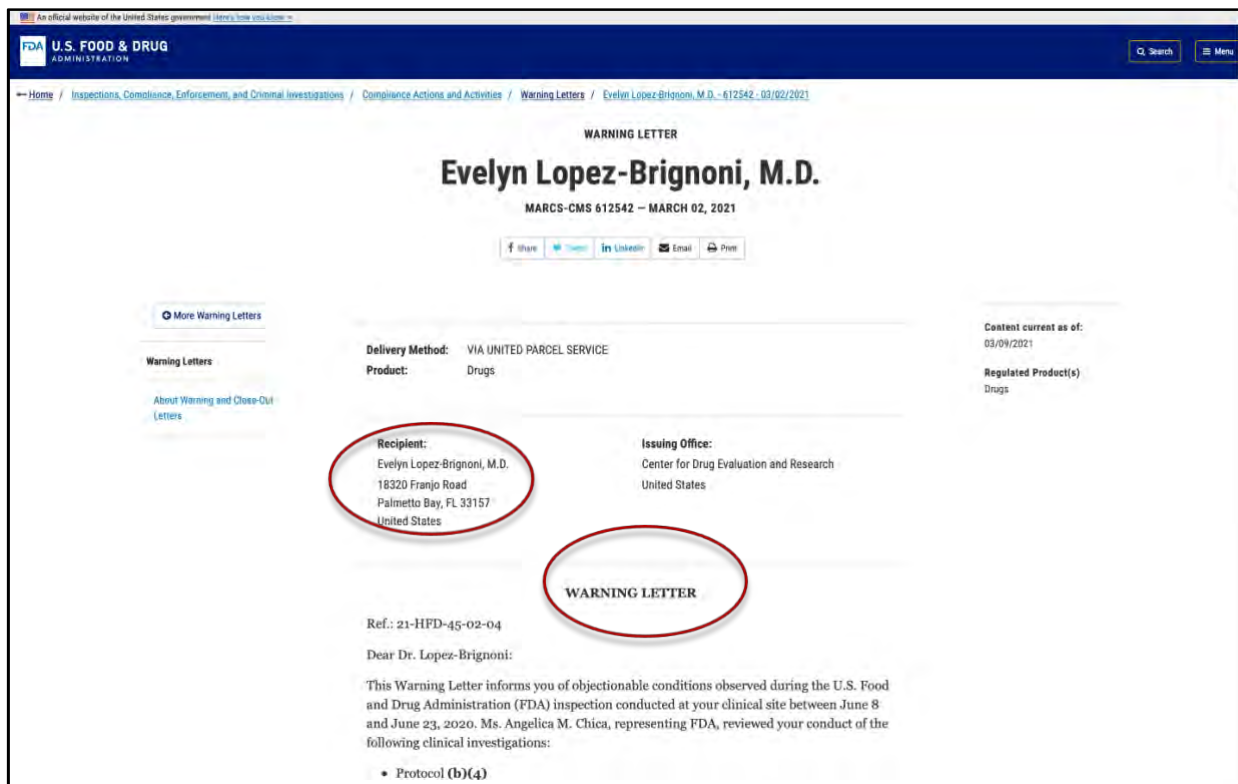 An official website of the United States government Here's how you know
FDA U.S. FOOD & DRUG
ADMINISTRATION
Search
Menu
Home / Inspections, Compliance, Enforcement, and Criminal Investigations / Compliance Actions and Activities / Warning Letters / Evelyn Lopez-Brignoni, M.D. - 612542 - 03/02/2021
WARNING LETTER
Evelyn Lopez-Brignoni, M.D.
MARCS-CMS 612542 — MARCH 02, 2021
Share Tweet LinkedIn Email Print
More Warning Letters
Warning Letters
About Warning and Close-Out
Letters
Delivery Method: VIA UNITED PARCEL SERVICE
Product: Drugs
Content current as of:
03/09/2021
Regulated Product(s)
Drugs
Recipient:
Evelyn Lopez-Brignoni, M.D.
18320 Franjo Road
Palmetto Bay, FL 33157
United States
Issuing Office:
Center for Drug Evaluation and Research
United States
WARNING LETTER
Ref.: 21-HFD-45-02-04
Dear Dr. Lopez-Brignoni:
This Warning Letter informs you of objectionable conditions observed during the U.S. Food
and Drug Administration (FDA) inspection conducted at your clinical site between June 8
and June 23, 2020. Ms. Angelica M. Chica, representing FDA, reviewed your conduct of the
following clinical investigations:
• Protocol (b)(4)